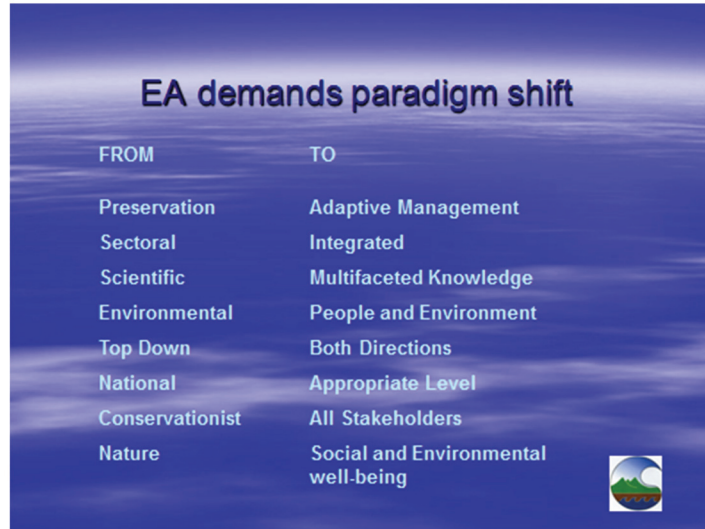 EA demands paradigm shift
FROM TO
Preservation Adaptive Management
Sectoral Integrated
Scientific Multifaceted Knowledge
Environmental People and Environment
Top Down Both Directions
National Appropriate Level
Conservationist All Stakeholders
Nature Social and Environmental
well-being